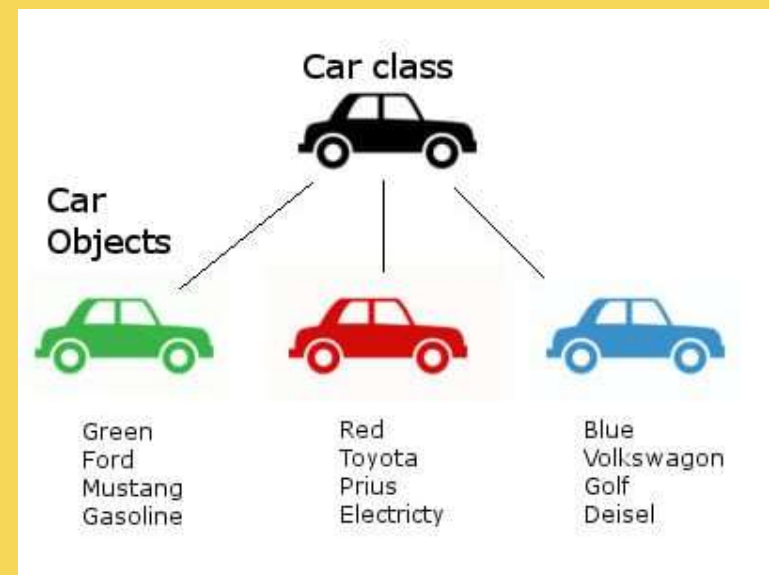 Car class
Car
Objects
Green
Ford
Mustang
Gasoline
Red
Toyota
Prius
Electricty
Blue
Volkswagon
Golf
Deisel